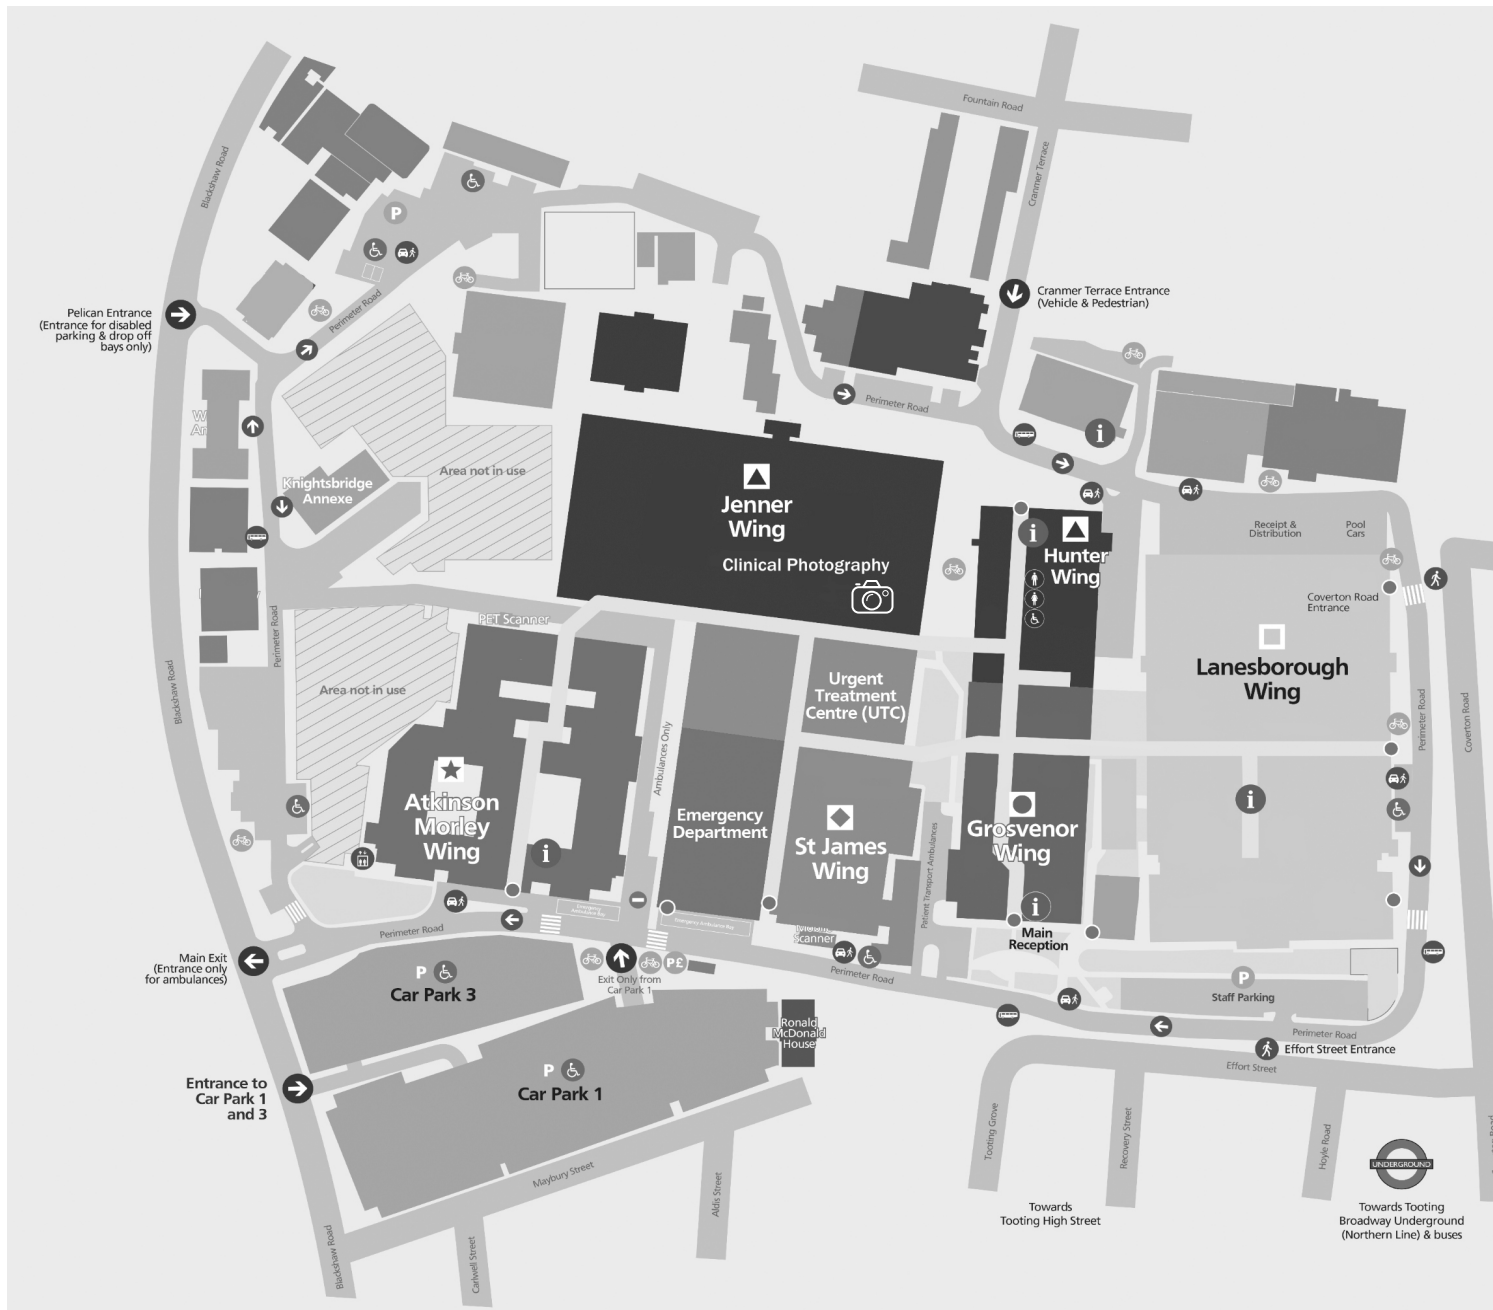 Fountain Road
Blackshaw Road
Cranmer Terrace
P
Cranmer Terrace Entrance
(Vehicle & Pedestrian)
Pelican Entrance
(Entrance for disabled
parking & drop off
bays only)
Perimeter Road
Perimeter Road
i
Area not in use
Knightsbridge
Annexe
Jenner
Wing
Clinical Photography
i
Hunter
Wing
Receipt &
Distribution
Pool
Cars
Coverton Road
Entrance
PET Scanner
Perimeter Road
Blackshaw Road
Area not in use
Urgent
Treatment
Centre (UTC)
Lanesborough
Wing
Perimeter Road
Coverton Road
Ambulances Only
Atkinson
Morley
Wing
i
Emergency
Department
St James
Wing
Patient Transport Ambulances
Grosvenor
Wing
i
i
Main
Reception
Emergency
Ambulance Bay
Emergency Ambulance Bay
Scanner
Perimeter Road
Main Exit
(Entrance only
for ambulances)
P
Car Park 3
P£
Exit Only from
Car Park 1
Perimeter Road
P
Staff Parking
Perimeter Road
Effort Street Entrance
Effort Street
Ronald
McDonald
House
Entrance to
Car Park 1
and 3
P
Car Park 1
Maybury Street
Aldis Street
Carlwell Street
Blackshaw Road
Tooting Grove
Recovery Street
Hoyle Road
UNDERGROUND
Towards
Tooting High Street
Towards Tooting
Broadway Underground
(Northern Line) & buses